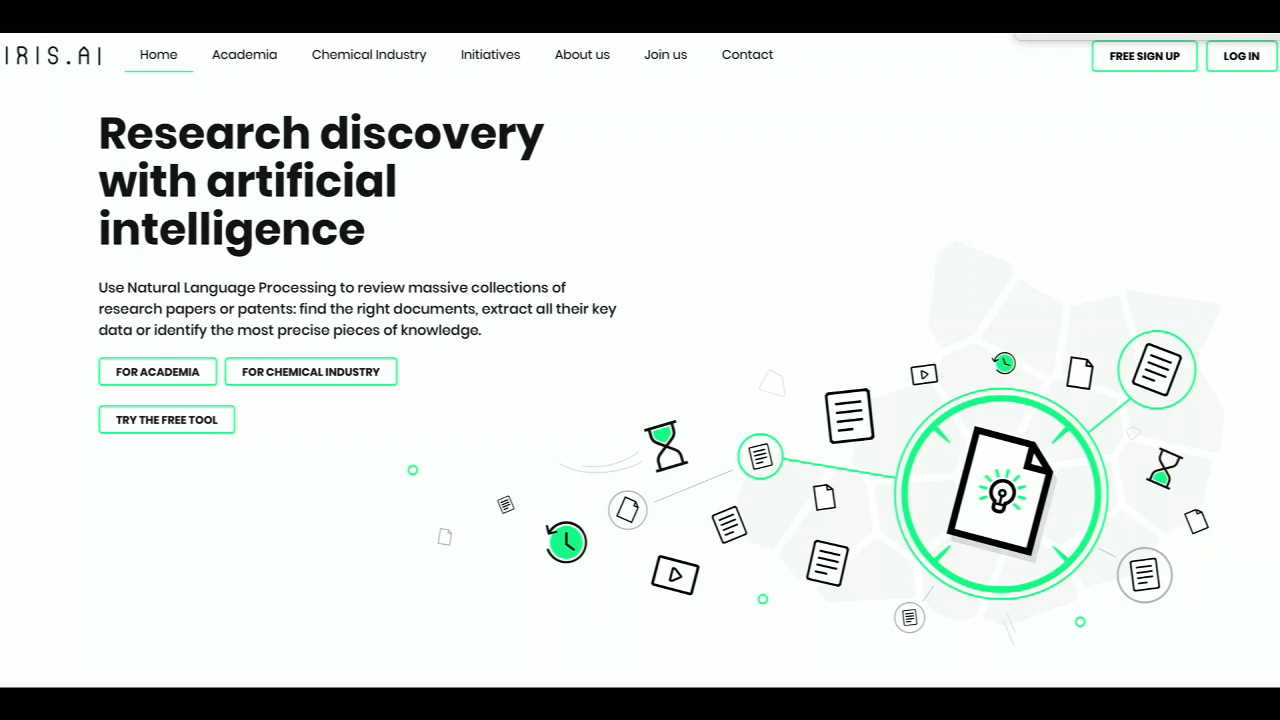 IRIS.AI
Home
Academia
Chemical Industry
Initiatives
About us
Join us
Contact
FREE SIGN UP
LOG IN
Research discovery
with artificial
intelligence
Use Natural Language Processing to review massive collections of
research papers or patents: find the right documents, extract all their key
data or identify the most precise pieces of knowledge.
FOR ACADEMIA
FOR CHEMICAL INDUSTRY
TRY THE FREE TOOL